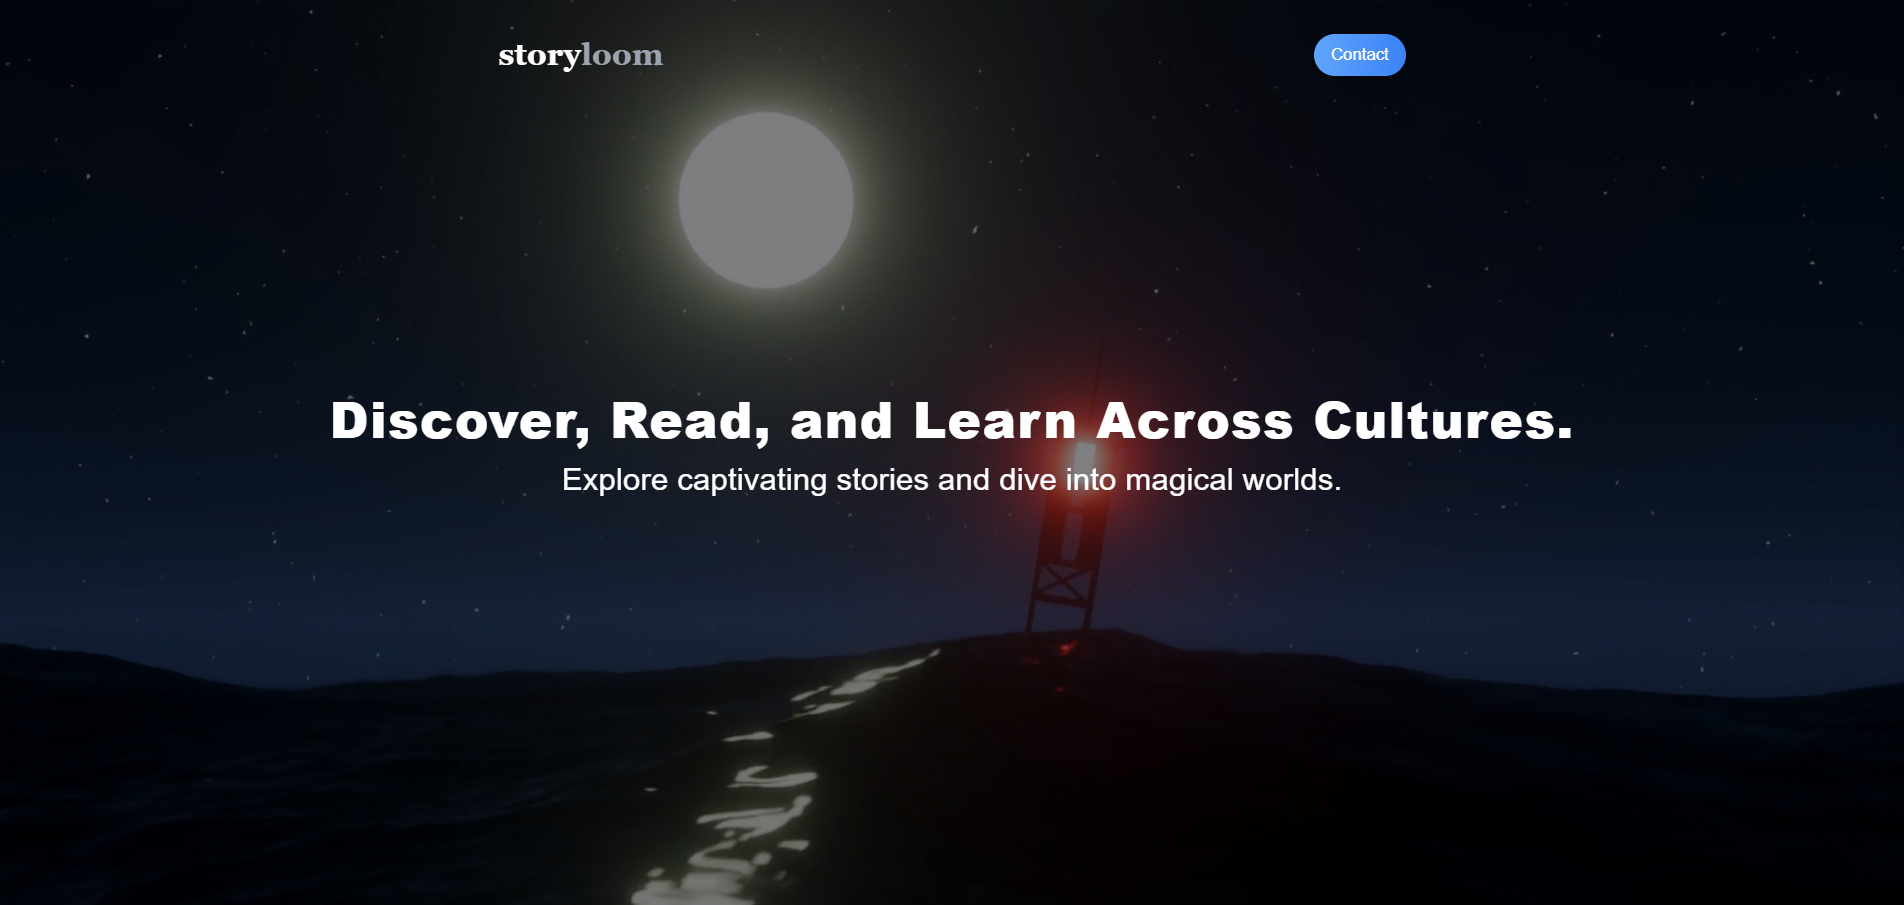 storyloom
Contact
Discover, Read, and Learn Across Cultures.
Explore captivating stories and dive into magical worlds.